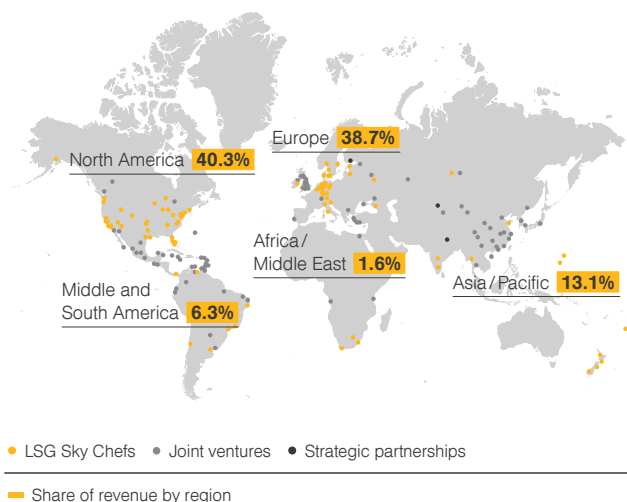 Europe 38.7%
North America 40.3%
Africa/
Middle East 1.6%
Asia/Pacific 13.1%
Middle and
South America 6.3%
LSG Sky Chefs Joint ventures Strategic partnerships
Share of revenue by region